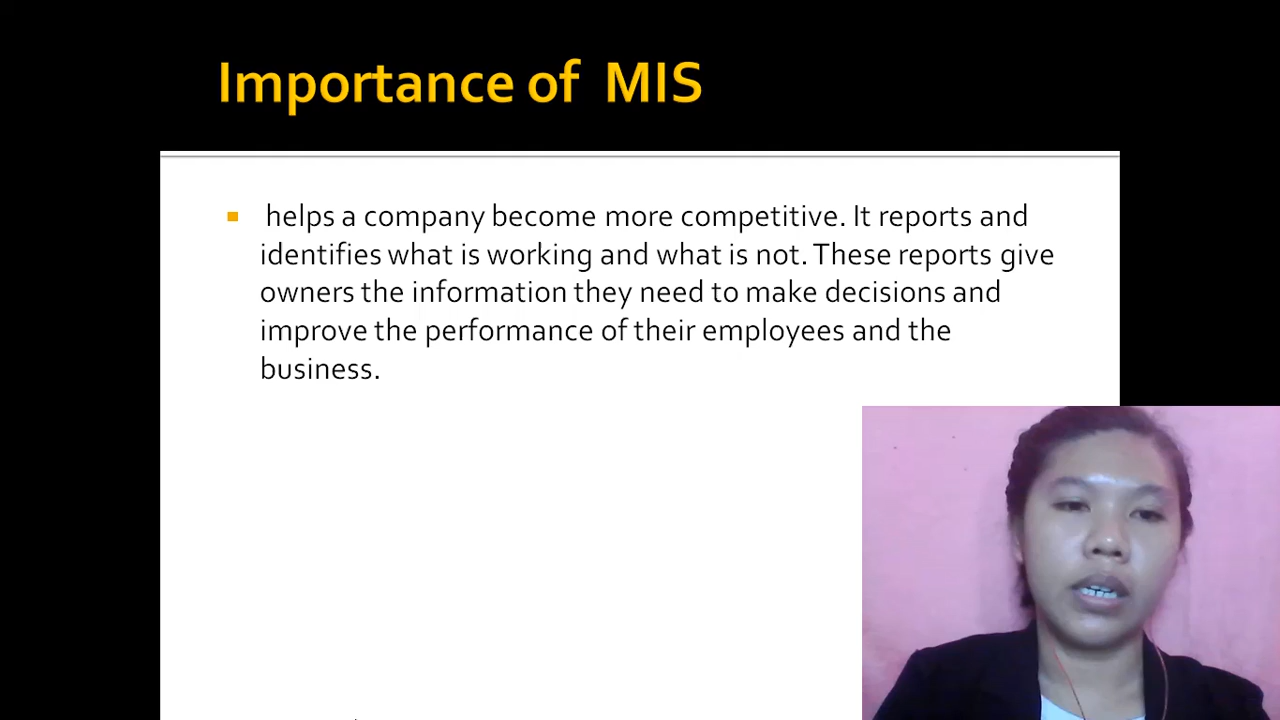 Importance of MIS
helps a company become more competitive. It reports and
identifies what is working and what is not. These reports give
owners the information they need to make decisions and
improve the performance of their employees and the
business.